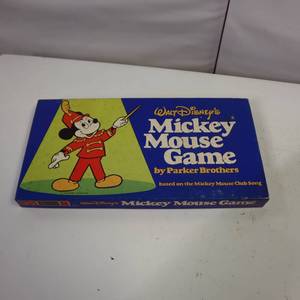 Walt Disney's
Mickey
Mouse
Game
by Parker Brothers
based on the Mickey Mouse Club Song
Walt Disney's Mickey Mouse Game